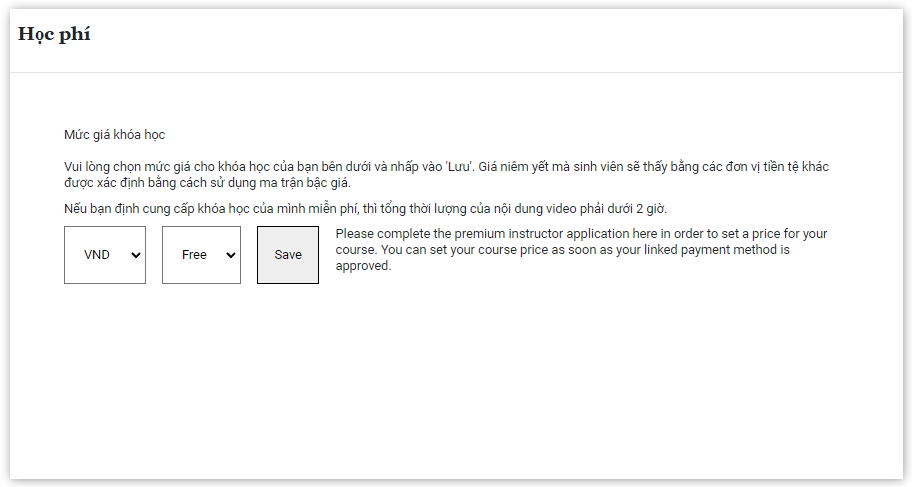 Học phí
Mức giá khóa học
Vui lòng chọn mức giá cho khóa học của bạn bên dưới và nhấp vào 'Lưu'. Giá niêm yết mà sinh viên sẽ thấy bằng các đơn vị tiền tệ khác
được xác định bằng cách sử dụng ma trận bậc giá.
Nếu bạn định cung cấp khóa học của mình miễn phí, thì tổng thời lượng của nội dung video phải dưới 2 giờ.
VND
Free
Save
Please complete the premium instructor application here in order to set a price for your
course. You can set your course price as soon as your linked payment method is
approved.